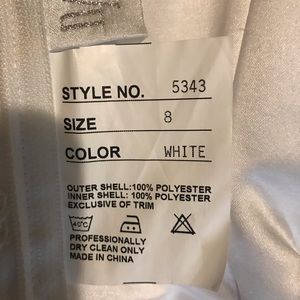 STYLE NO. 5343
SIZE 8
COLOR WHITE
OUTER SHELL:100% POLYESTER
INNER SHELL:100% POLYESTER
EXCLUSIVE OF TRIM
40°C
PROFESSIONALLY
DRY CLEAN ONLY
MADE IN CHINA